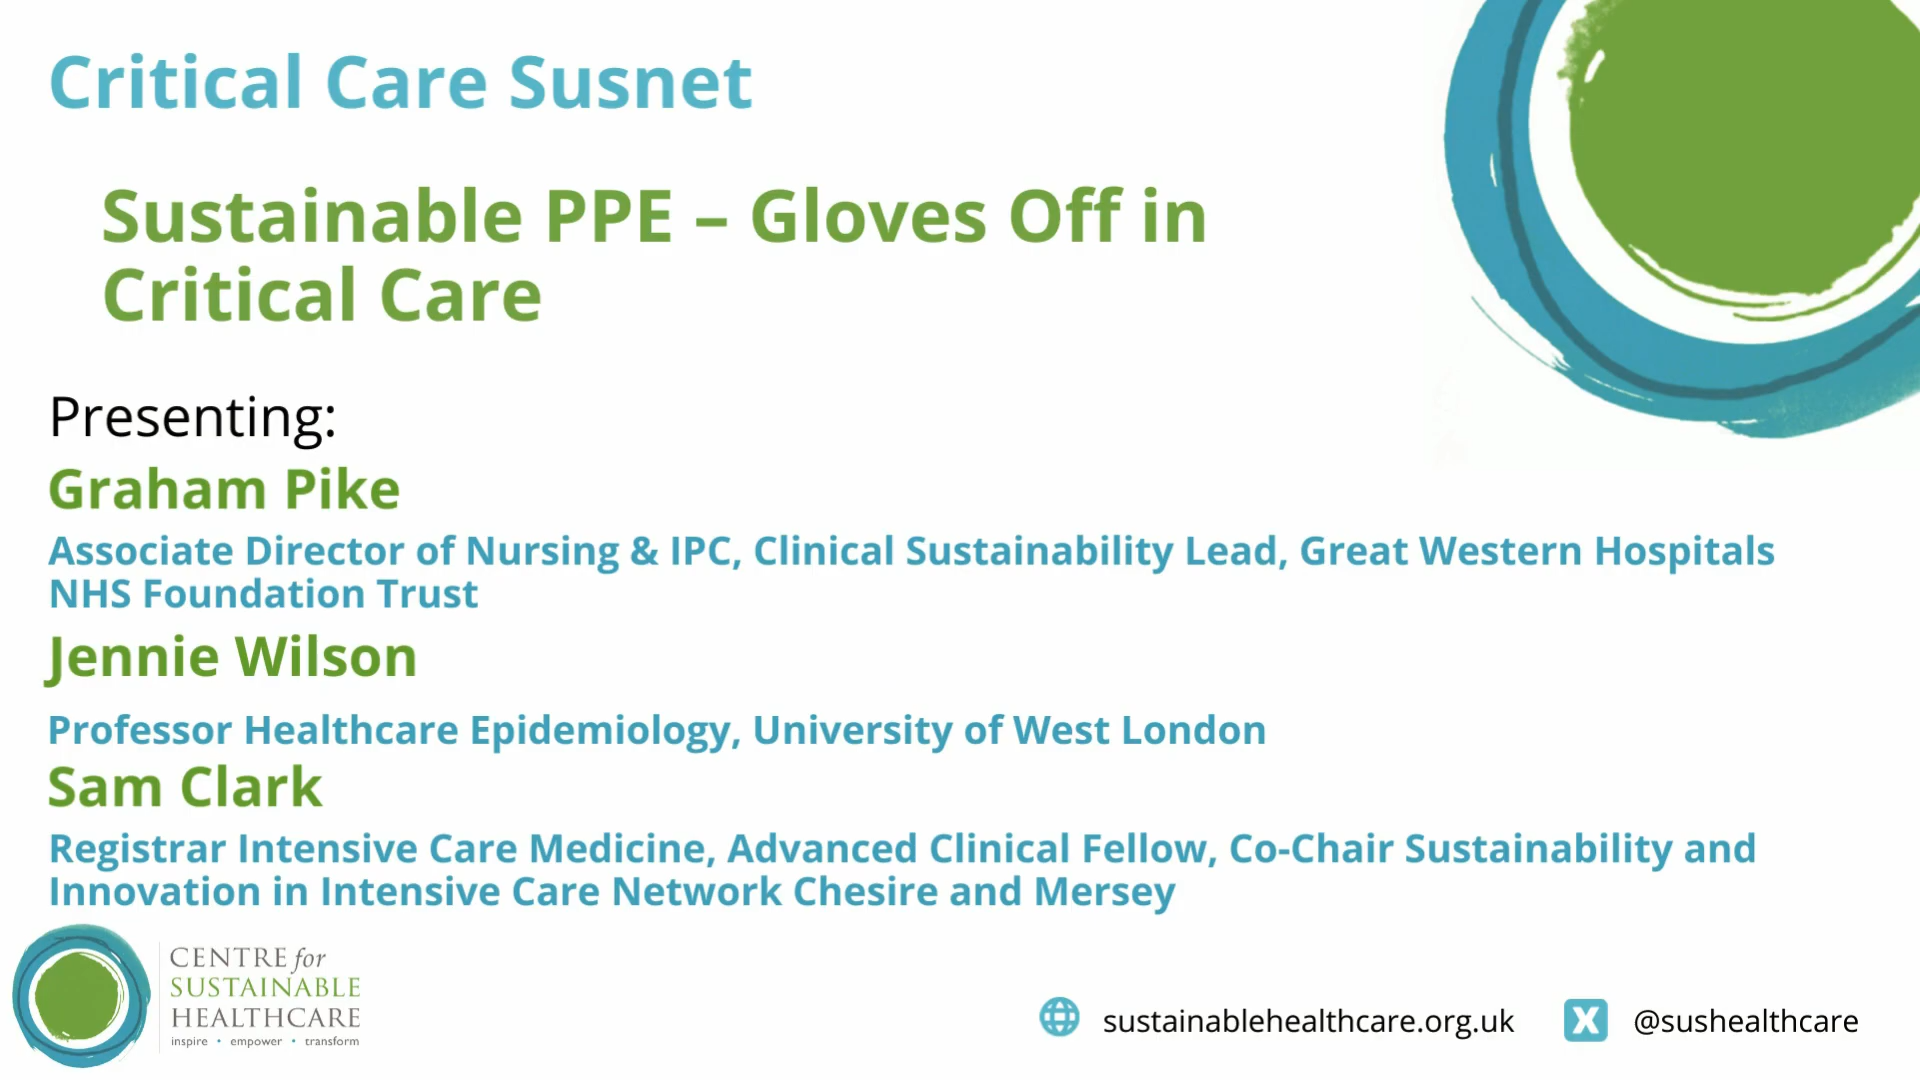 Critical Care Susnet
Sustainable PPE – Gloves Off in
Critical Care
Presenting:
Graham Pike
Associate Director of Nursing & IPC, Clinical Sustainability Lead, Great Western Hospitals
NHS Foundation Trust
Jennie Wilson
Professor Healthcare Epidemiology, University of West London
Sam Clark
Registrar Intensive Care Medicine, Advanced Clinical Fellow, Co-Chair Sustainability and
Innovation in Intensive Care Network Chesire and Mersey
CENTRE for
SUSTAINABLE
HEALTHCARE
inspire • empower • transform
sustainablehealthcare.org.uk
X @sushealthcare